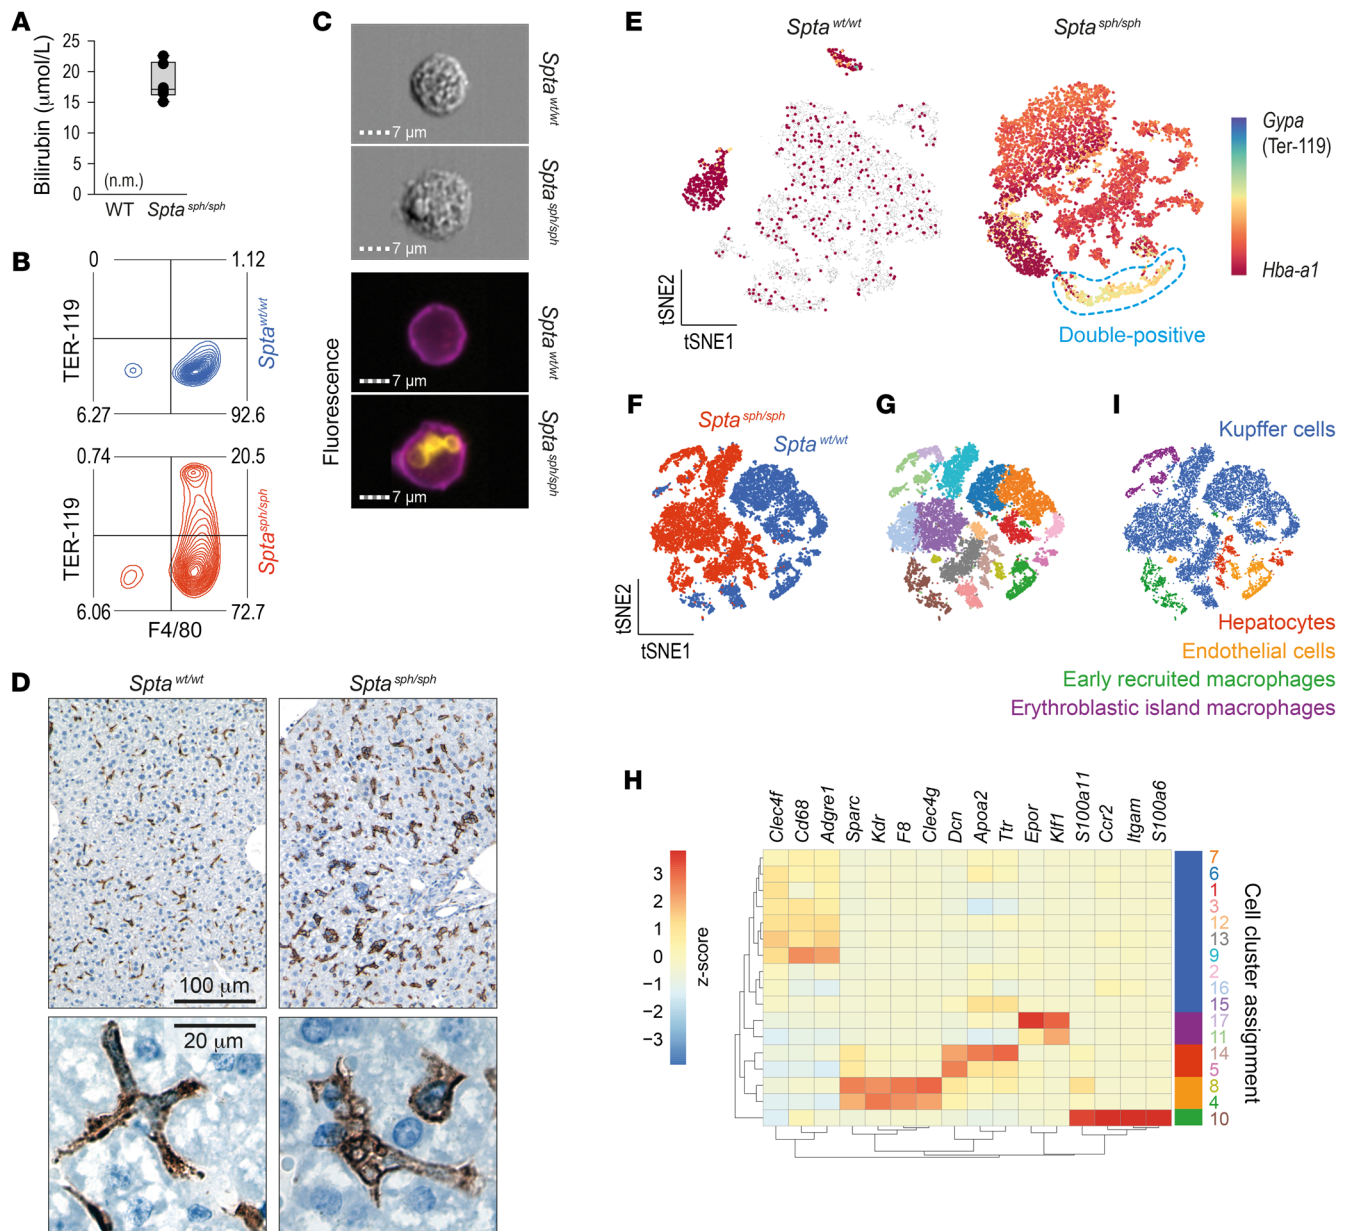 A
Bilirubin (µmol/L)
25
20
15
10
5
0
(n.m.)
WT
Spta sph/sph
B
0
1.12
TER-119
Spta wt/wt
6.27
92.6
0.74
20.5
TER-119
Spta sph/sph
6.06
72.7
F4/80
C
Spta wt/wt
7 µm
Spta sph/sph
7 µm
Fluorescence
Spta wt/wt
7 µm
Spta sph/sph
7 µm
D
Spta wt/wt
Spta sph/sph
100 µm
20 µm
E
Spta wt/wt
Spta sph/sph
Gypa
(Ter-119)
Hba-a1
tSNE2
tSNE1
Double-positive
F
Spta sph/sph
Spta wt/wt
tSNE2
tSNE1
G
I
Kupffer cells
Hepatocytes
Endothelial cells
Early recruited macrophages
Erythroblastic island macrophages
H
3
2
1
0
−1
−2
−3
z-score
Clec4f
Cd68
Adgre1
Sparc
Kdr
F8
Clec4g
Dcn
Apoa2
Ttr
Epor
Klf1
S100a11
Ccr2
Itgam
S100a6
7
6
1
3
12
13
9
2
16
15
17
11
14
5
8
4
10
Cell cluster assignment